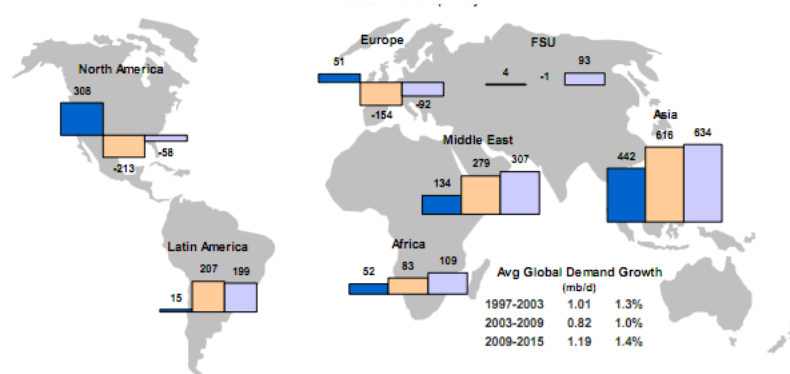 Europe
FSU
51
93
4
-1
North America
308
-154
-92
Asia
616
634
-58
Middle East
442
-213
279
307
134
Latin America
Africa
207
199
52
83
109
15
Avg Global Demand Growth
(mb/d)
1997-2003 1.01 1.3%
2003-2009 0.82 1.0%
2009-2015 1.19 1.4%